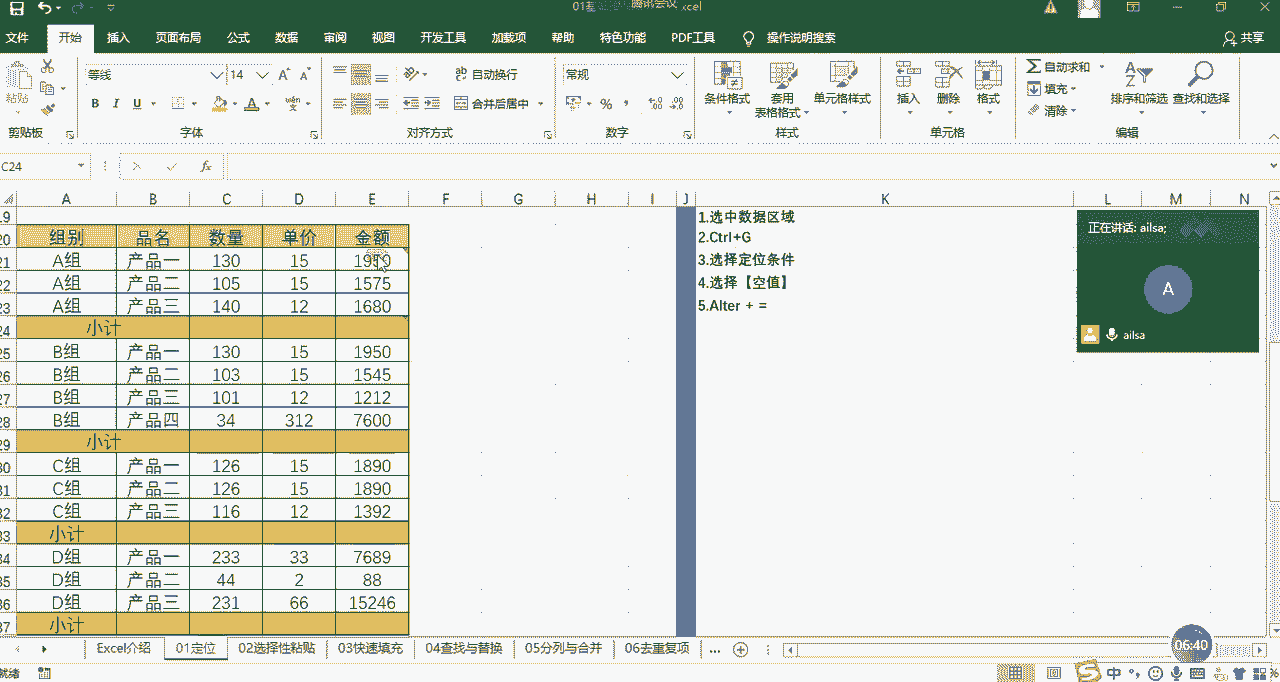 腾讯会议
文件 开始 插入 页面布局 公式 数据 审阅 视图 开发工具 加载项 帮助 特色功能 PDF工具 操作说明搜索 共享
粘贴 等线 14 自动换行 常规 条件格式 套用 表格格式 单元格样式 插入 删除 格式 自动求和 填充 清除 排序和筛选 查找和选择
B I U 合并后居中 %
剪贴板 字体 对齐方式 数字 样式 单元格 编辑
C24 fx
A B C D E F G H I J K L M N
19 1.选中数据区域
20 组别 品名 数量 单价 金额 2.Ctrl+G
21 A组 产品一 130 15 1950 3.选择定位条件
22 A组 产品二 105 15 1575 4.选择【空值】
23 A组 产品三 140 12 1680 5.Alter + =
24 小计
25 B组 产品一 130 15 1950
26 B组 产品二 103 15 1545
27 B组 产品三 101 12 1212
28 B组 产品四 34 312 7600
29 小计
30 C组 产品一 126 15 1890
31 C组 产品二 126 15 1890
32 C组 产品三 116 12 1392
33 小计
34 D组 产品一 233 33 7689
35 D组 产品二 44 2 88
36 D组 产品三 231 66 15246
37 小计
正在讲话: ailsa;
A
ailsa
Excel介绍 01定位 02选择性粘贴 03快速填充 04查找与替换 05分列与合并 06去重复项 ...
06:40
就绪 中